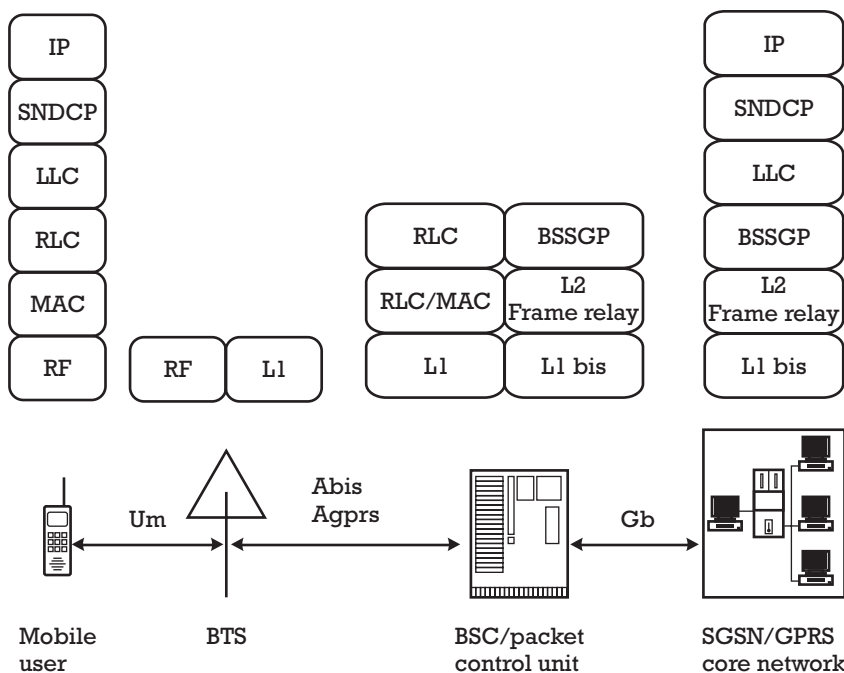 IP
SNDCP
LLC
RLC
MAC
RF
RF
L1
RLC
BSSGP
RLC/MAC
L2
Frame relay
L1
L1 bis
IP
SNDCP
LLC
BSSGP
L2
Frame relay
L1 bis
Um
Abis
Agprs
Gb
Mobile
user
BTS
BSC/packet
control unit
SGSN/GPRS
core network